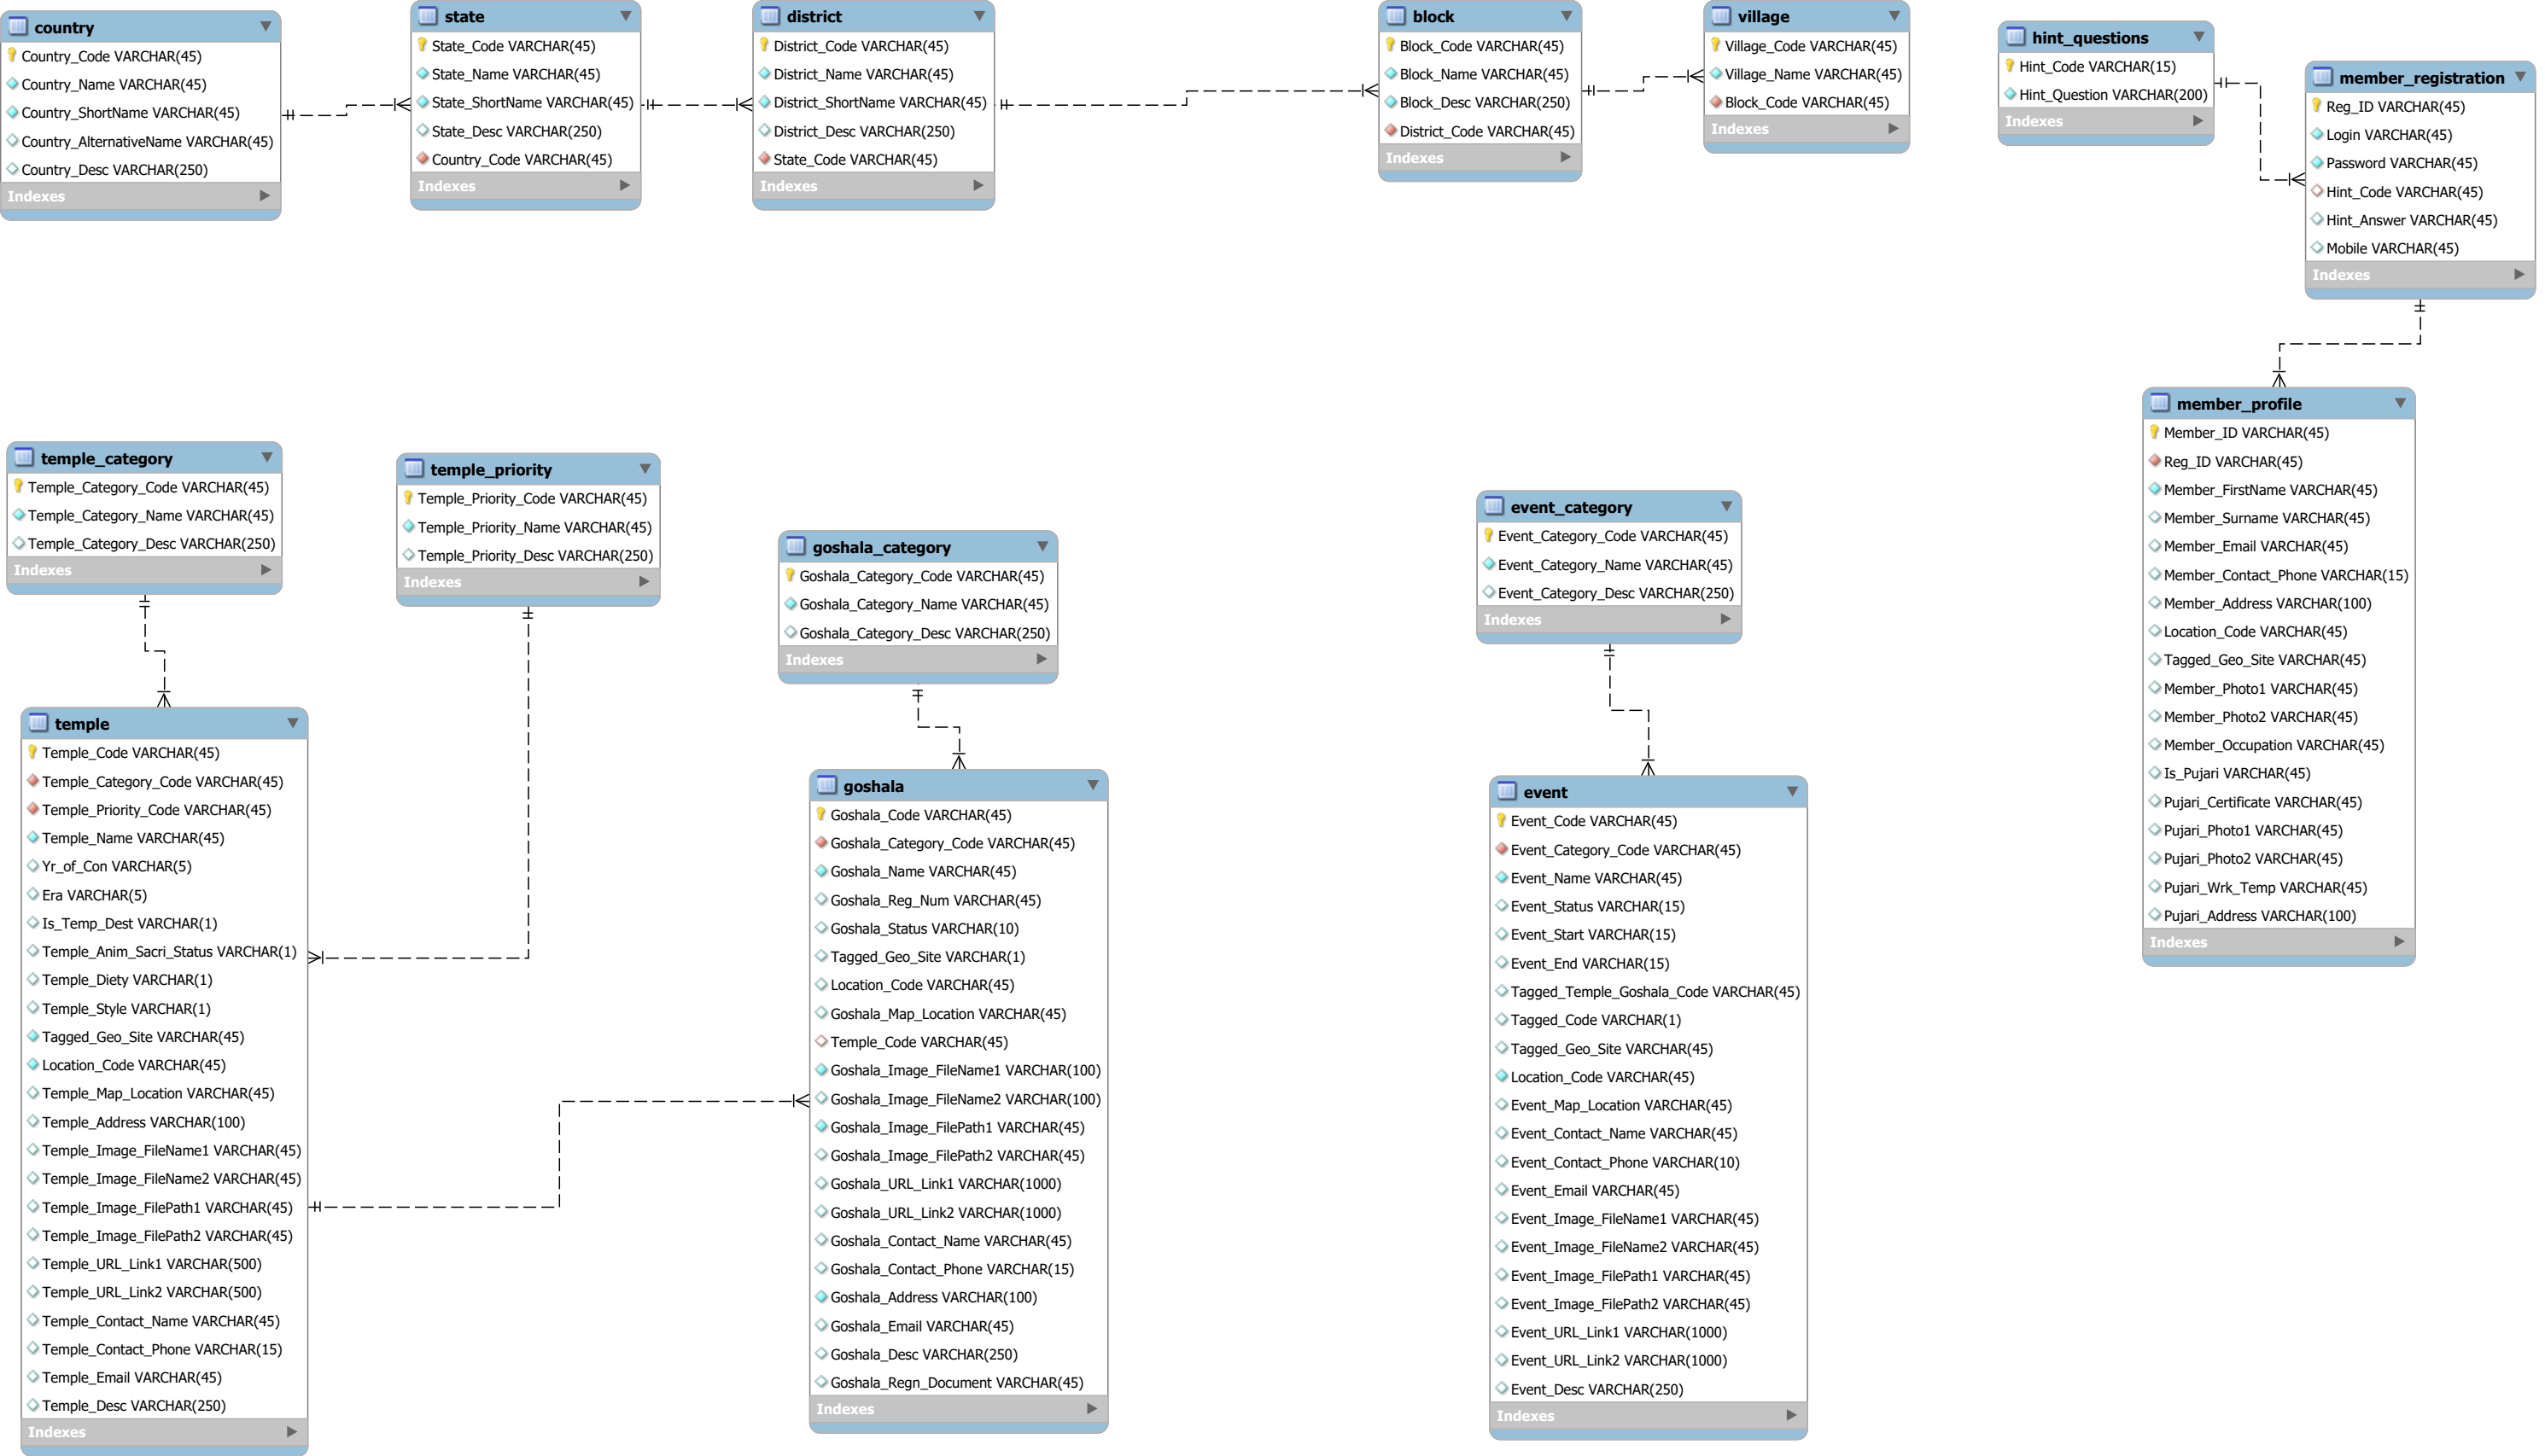 country
Country_Code VARCHAR(45)
Country_Name VARCHAR(45)
Country_ShortName VARCHAR(45)
Country_AlternativeName VARCHAR(45)
Country_Desc VARCHAR(250)
Indexes
state
State_Code VARCHAR(45)
State_Name VARCHAR(45)
State_ShortName VARCHAR(45)
State_Desc VARCHAR(250)
Country_Code VARCHAR(45)
Indexes
district
District_Code VARCHAR(45)
District_Name VARCHAR(45)
District_ShortName VARCHAR(45)
District_Desc VARCHAR(250)
State_Code VARCHAR(45)
Indexes
block
Block_Code VARCHAR(45)
Block_Name VARCHAR(45)
Block_Desc VARCHAR(250)
District_Code VARCHAR(45)
Indexes
village
Village_Code VARCHAR(45)
Village_Name VARCHAR(45)
Block_Code VARCHAR(45)
Indexes
hint_questions
Hint_Code VARCHAR(15)
Hint_Question VARCHAR(200)
Indexes
member_registration
Reg_ID VARCHAR(45)
Login VARCHAR(45)
Password VARCHAR(45)
Hint_Code VARCHAR(45)
Hint_Answer VARCHAR(45)
Mobile VARCHAR(45)
Indexes
member_profile
Member_ID VARCHAR(45)
Reg_ID VARCHAR(45)
Member_FirstName VARCHAR(45)
Member_Surname VARCHAR(45)
Member_Email VARCHAR(45)
Member_Contact_Phone VARCHAR(15)
Member_Address VARCHAR(100)
Location_Code VARCHAR(45)
Tagged_Geo_Site VARCHAR(45)
Member_Photo1 VARCHAR(45)
Member_Photo2 VARCHAR(45)
Member_Occupation VARCHAR(45)
Is_Pujari VARCHAR(45)
Pujari_Certificate VARCHAR(45)
Pujari_Photo1 VARCHAR(45)
Pujari_Photo2 VARCHAR(45)
Pujari_Wrk_Temp VARCHAR(45)
Pujari_Address VARCHAR(100)
Indexes
temple_category
Temple_Category_Code VARCHAR(45)
Temple_Category_Name VARCHAR(45)
Temple_Category_Desc VARCHAR(250)
Indexes
temple_priority
Temple_Priority_Code VARCHAR(45)
Temple_Priority_Name VARCHAR(45)
Temple_Priority_Desc VARCHAR(250)
Indexes
goshala_category
Goshala_Category_Code VARCHAR(45)
Goshala_Category_Name VARCHAR(45)
Goshala_Category_Desc VARCHAR(250)
Indexes
event_category
Event_Category_Code VARCHAR(45)
Event_Category_Name VARCHAR(45)
Event_Category_Desc VARCHAR(250)
Indexes
temple
Temple_Code VARCHAR(45)
Temple_Category_Code VARCHAR(45)
Temple_Priority_Code VARCHAR(45)
Temple_Name VARCHAR(45)
Yr_of_Con VARCHAR(5)
Era VARCHAR(5)
Is_Temp_Dest VARCHAR(1)
Temple_Anim_Sacri_Status VARCHAR(1)
Temple_Diety VARCHAR(1)
Temple_Style VARCHAR(1)
Tagged_Geo_Site VARCHAR(45)
Location_Code VARCHAR(45)
Temple_Map_Location VARCHAR(45)
Temple_Address VARCHAR(100)
Temple_Image_FileName1 VARCHAR(45)
Temple_Image_FileName2 VARCHAR(45)
Temple_Image_FilePath1 VARCHAR(45)
Temple_Image_FilePath2 VARCHAR(45)
Temple_URL_Link1 VARCHAR(500)
Temple_URL_Link2 VARCHAR(500)
Temple_Contact_Name VARCHAR(45)
Temple_Contact_Phone VARCHAR(15)
Temple_Email VARCHAR(45)
Temple_Desc VARCHAR(250)
Indexes
goshala
Goshala_Code VARCHAR(45)
Goshala_Category_Code VARCHAR(45)
Goshala_Name VARCHAR(45)
Goshala_Reg_Num VARCHAR(45)
Goshala_Status VARCHAR(10)
Tagged_Geo_Site VARCHAR(1)
Location_Code VARCHAR(45)
Goshala_Map_Location VARCHAR(45)
Temple_Code VARCHAR(45)
Goshala_Image_FileName1 VARCHAR(100)
Goshala_Image_FileName2 VARCHAR(100)
Goshala_Image_FilePath1 VARCHAR(45)
Goshala_Image_FilePath2 VARCHAR(45)
Goshala_URL_Link1 VARCHAR(1000)
Goshala_URL_Link2 VARCHAR(1000)
Goshala_Contact_Name VARCHAR(45)
Goshala_Contact_Phone VARCHAR(15)
Goshala_Address VARCHAR(100)
Goshala_Email VARCHAR(45)
Goshala_Desc VARCHAR(250)
Goshala_Regn_Document VARCHAR(45)
Indexes
event
Event_Code VARCHAR(45)
Event_Category_Code VARCHAR(45)
Event_Name VARCHAR(45)
Event_Status VARCHAR(15)
Event_Start VARCHAR(15)
Event_End VARCHAR(15)
Tagged_Temple_Goshala_Code VARCHAR(45)
Tagged_Code VARCHAR(1)
Tagged_Geo_Site VARCHAR(45)
Location_Code VARCHAR(45)
Event_Map_Location VARCHAR(45)
Event_Contact_Name VARCHAR(45)
Event_Contact_Phone VARCHAR(10)
Event_Email VARCHAR(45)
Event_Image_FileName1 VARCHAR(45)
Event_Image_FileName2 VARCHAR(45)
Event_Image_FilePath1 VARCHAR(45)
Event_Image_FilePath2 VARCHAR(45)
Event_URL_Link1 VARCHAR(1000)
Event_URL_Link2 VARCHAR(1000)
Event_Desc VARCHAR(250)
Indexes